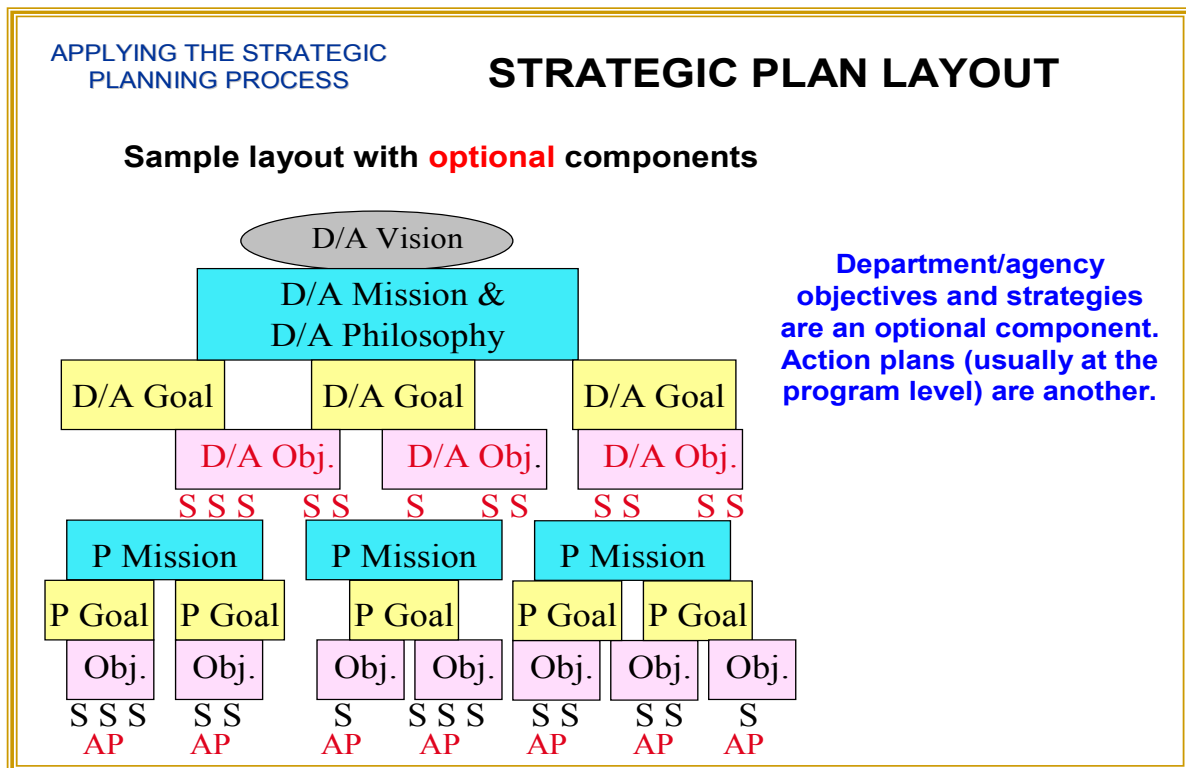 APPLYING THE STRATEGIC
PLANNING PROCESS
STRATEGIC PLAN LAYOUT
Sample layout with optional components
D/A Vision
D/A Mission &
D/A Philosophy
D/A Goal D/A Goal D/A Goal
D/A Obj. D/A Obj. D/A Obj.
S S S S S S S S S S S S
P Mission P Mission P Mission
P Goal P Goal P Goal P Goal P Goal
Obj. Obj. Obj. Obj. Obj. Obj. Obj.
S S S S S S S S S S S S S S
AP AP AP AP AP AP AP
Department/agency
objectives and strategies
are an optional component.
Action plans (usually at the
program level) are another.